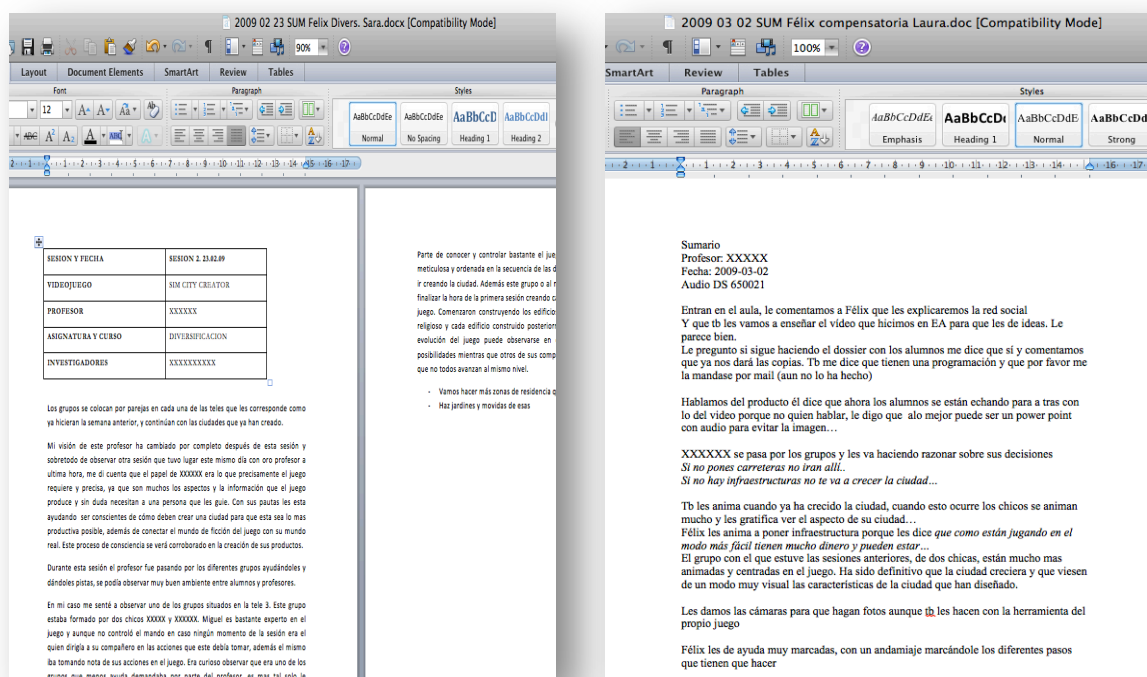 2009 02 23 SUM Felix Divers. Sara.docx [Compatibility Mode]
90%
Layout Document Elements SmartArt Review Tables
Font Paragraph Styles
12
AaBbCcDdEe AaBbCcDdEe AaBbCcD AaBbCcDdI
Normal No Spacing Heading 1 Heading 2
SESION Y FECHA SESION 2. 23.02.09
VIDEOJUEGO SIM CITY CREATOR
PROFESOR XXXXXX
ASIGNATURA Y CURSO DIVERSIFICACION
INVESTIGADORES XXXXXXXXXX
Los grupos se colocan por parejas en cada una de las teles que les corresponde como
ya hicieran la semana anterior, y continúan con las ciudades que ya han creado.
Mi visión de este profesor ha cambiado por completo después de esta sesión y
sobretodo de observar otra sesión que tuvo lugar este mismo día con oro profesor a
ultima hora, me di cuenta que el papel de XXXXXX era lo que precisamente el juego
requiere y precisa, ya que son muchos los aspectos y la información que el juego
produce y sin duda necesitan a una persona que les guie. Con sus pautas les esta
ayudando ser conscientes de cómo deben crear una ciudad para que esta sea lo mas
productiva posible, además de conectar el mundo de ficción del juego con su mundo
real. Este proceso de consciencia se verá corroborado en la creación de sus productos.
Durante esta sesión el profesor fue pasando por los diferentes grupos ayudándoles y
dándoles pistas, se podía observar muy buen ambiente entre alumnos y profesores.
En mi caso me senté a observar uno de los grupos situados en la tele 3. Este grupo
estaba formado por dos chicos XXXXX y XXXXXX. Miguel es bastante experto en el
juego y aunque no controló el mando en caso ningún momento de la sesión era el
quien dirigía a su compañero en las acciones que este debía tomar, además el mismo
iba tomando nota de sus acciones en el juego. Era curioso observar que era uno de los
grupos que menos ayuda demandaba por parte del profesor, es mas tal solo le
Parte de conocer y controlar bastante el jue
meticulosa y ordenada en la secuencia de las d
ir creando la ciudad. Además este grupo o al
finalizar la hora de la primera sesión creando c
juego. Comenzaron construyendo los edificio
religioso y cada edificio construido posterior
evolución del juego puede observarse en
posibilidades mientras que otros de sus comp
que no todos avanzan al mismo nivel.
- Vamos hacer más zonas de residencia q
- Haz jardines y movidas de esas
2009 03 02 SUM Félix compensatoria Laura.doc [Compatibility Mode]
100%
SmartArt Review Tables
Paragraph Styles
AaBbCcDdEe AaBbCcDc AaBbCcDdE AaBbCcDd
Emphasis Heading 1 Normal Strong
Sumario
Profesor: XXXXX
Fecha: 2009-03-02
Audio DS 650021
Entran en el aula, le comentamos a Félix que les explicaremos la red social
Y que tb les vamos a enseñar el vídeo que hicimos en EA para que les de ideas. Le
parece bien.
Le pregunto si sigue haciendo el dossier con los alumnos me dice que sí y comentamos
que ya nos dará las copias. Tb me dice que tienen una programación y que por favor me
la mandase por mail (aun no lo ha hecho)
Hablamos del producto él dice que ahora los alumnos se están echando para a tras con
lo del video porque no quien hablar, le digo que alo mejor puede ser un power point
con audio para evitar la imagen…
XXXXXX se pasa por los grupos y les va haciendo razonar sobre sus decisiones
Si no pones carreteras no iran allí..
Si no hay infraestructuras no te va a crecer la ciudad…
Tb les anima cuando ya ha crecido la ciudad, cuando esto ocurre los chicos se animan
mucho y les gratifica ver el aspecto de su ciudad…
Félix les anima a poner infraestructura porque les dice que como están jugando en el
modo más fácil tienen mucho dinero y pueden estar…
El grupo con el que estuve las sesiones anteriores, de dos chicas, están mucho mas
animadas y centradas en el juego. Ha sido definitivo que la ciudad creciera y que viesen
de un modo muy visual las características de la ciudad que han diseñado.
Les damos las cámaras para que hagan fotos aunque tb les hacen con la herramienta del
propio juego
Félix les de ayuda muy marcadas, con un andamiaje marcándole los diferentes pasos
que tienen que hacer